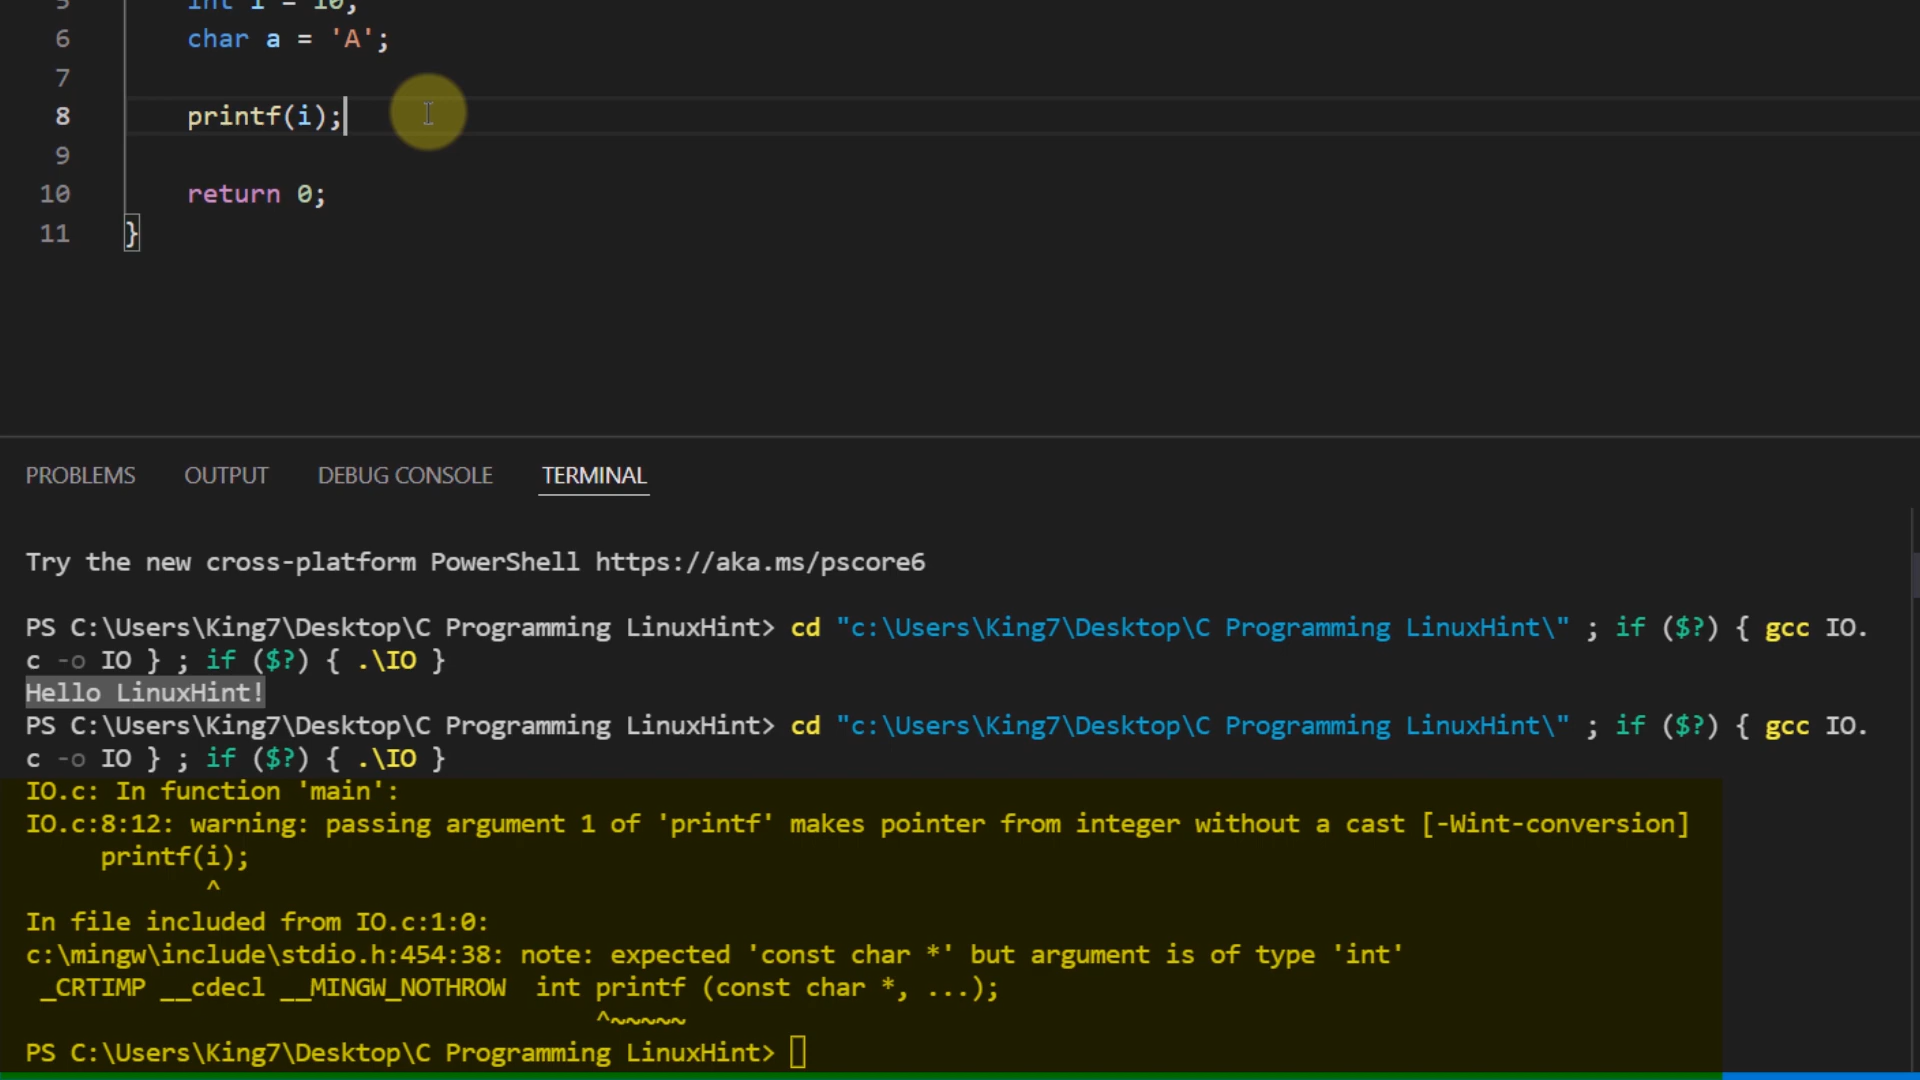 5 int i = 10;
6 char a = 'A';
7
8 printf(i);
9
10 return 0;
11 }
PROBLEMS OUTPUT DEBUG CONSOLE TERMINAL
Try the new cross-platform PowerShell https://aka.ms/pscore6
PS C:\Users\King7\Desktop\C Programming LinuxHint> cd "c:\Users\King7\Desktop\C Programming LinuxHint\" ; if ($?) { gcc IO.
c -o IO } ; if ($?) { .\IO }
Hello LinuxHint!
PS C:\Users\King7\Desktop\C Programming LinuxHint> cd "c:\Users\King7\Desktop\C Programming LinuxHint\" ; if ($?) { gcc IO.
c -o IO } ; if ($?) { .\IO }
IO.c: In function 'main':
IO.c:8:12: warning: passing argument 1 of 'printf' makes pointer from integer without a cast [-Wint-conversion]
printf(i);
^
In file included from IO.c:1:0:
c:\mingw\include\stdio.h:454:38: note: expected 'const char *' but argument is of type 'int'
_CRTIMP __cdecl __MINGW_NOTHROW int printf (const char *, ...);
^~~~~~
PS C:\Users\King7\Desktop\C Programming LinuxHint>